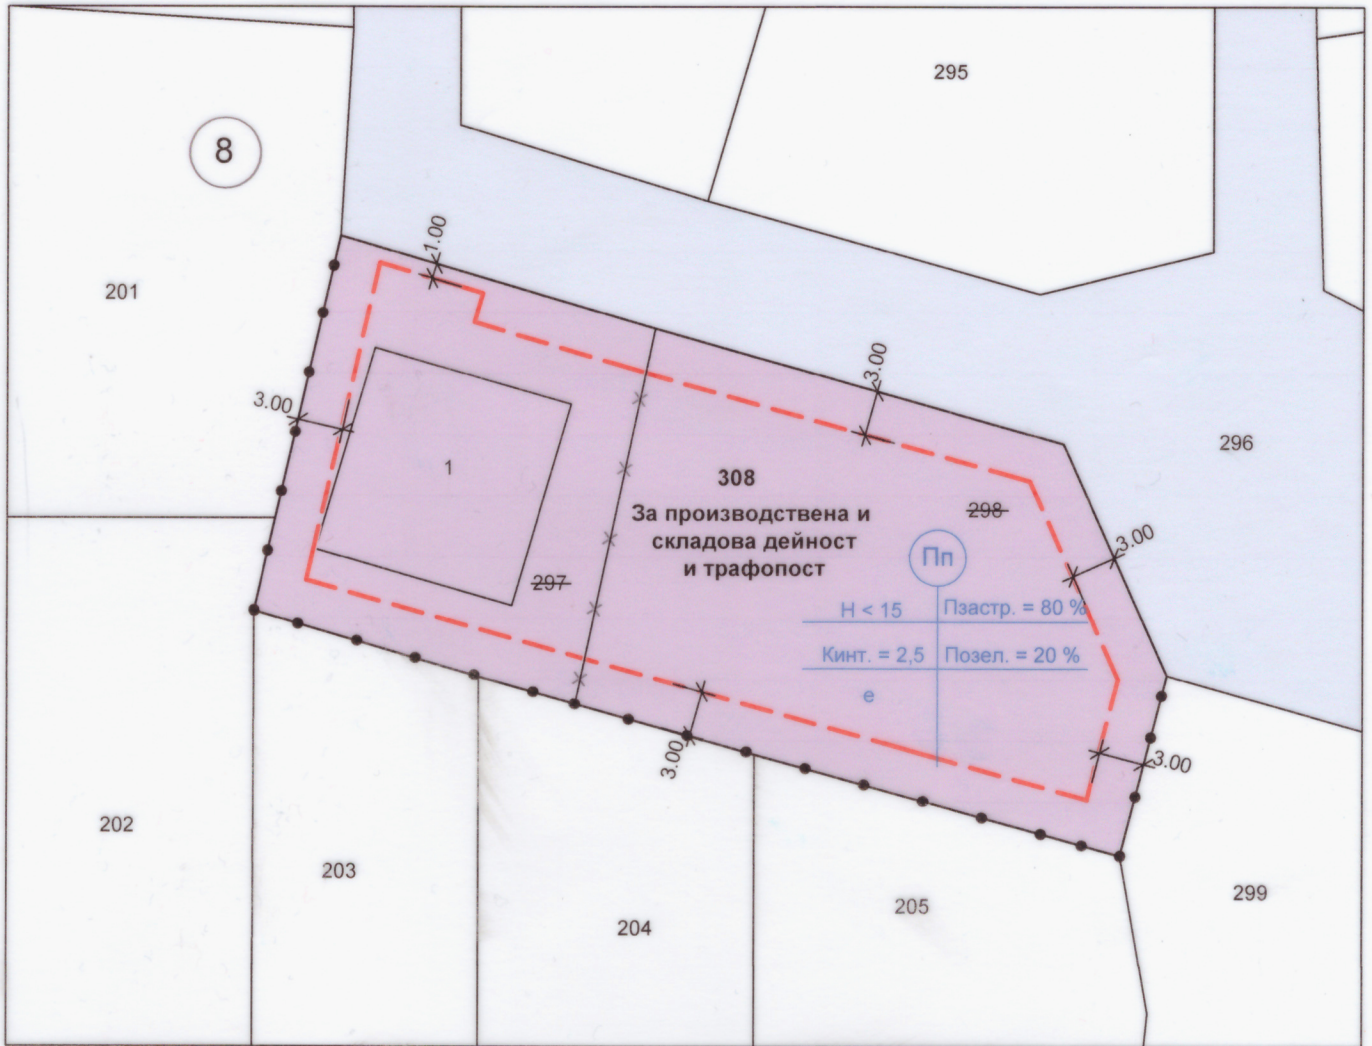 295
8
1.00
201
3.00
3.00
296
1
308
298
За производствена и
складова дейност
и трафопост
3.00
Пп
297
H < 15
Пзастр. = 80 %
Кинт. = 2,5
Позел. = 20 %
е
3.00
3.00
202
203
204
205
299